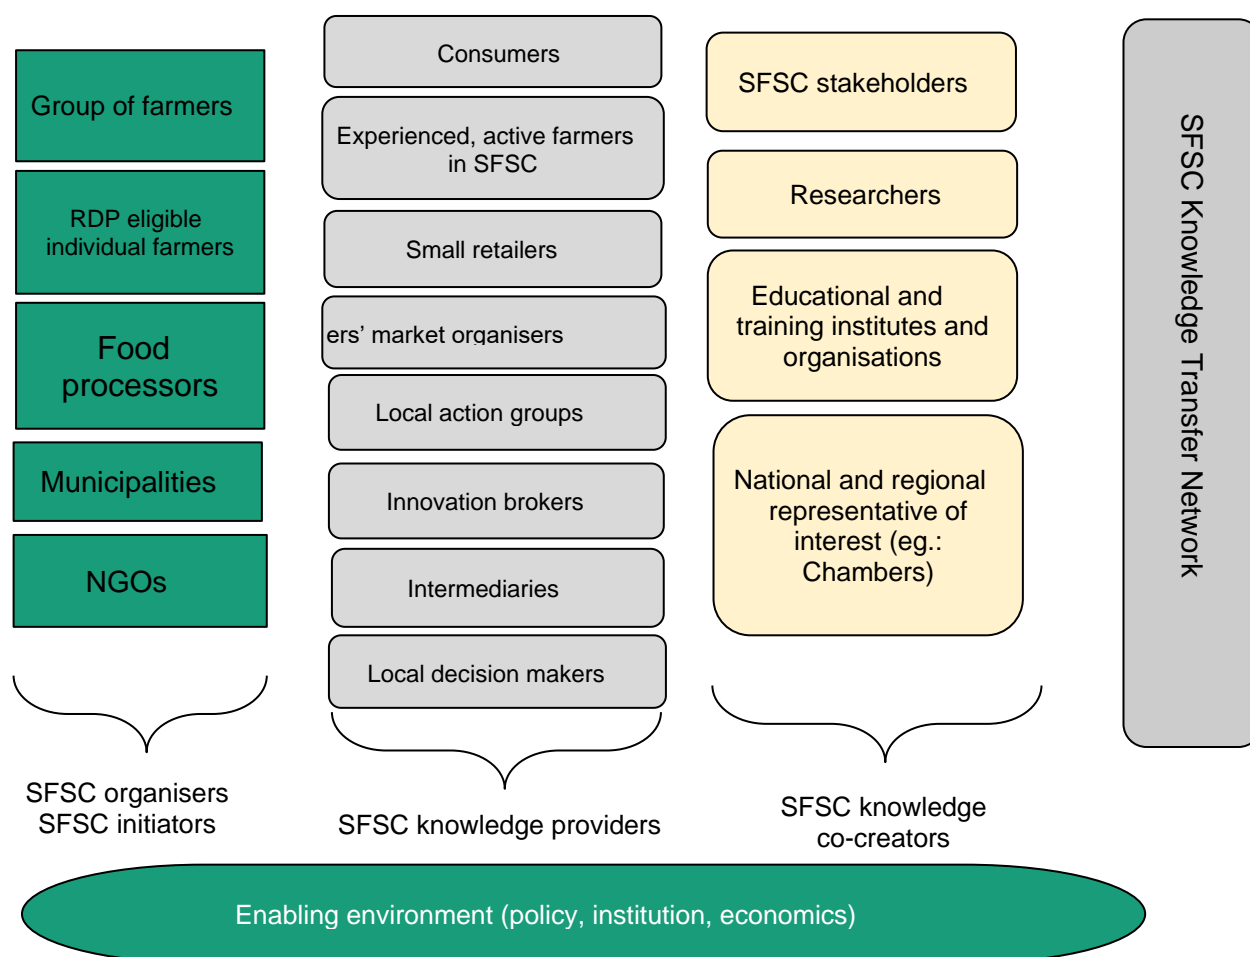 Group of farmers
RDP eligible
individual farmers
Food
processors
Municipalities
NGOs
SFSC organisers
SFSC initiators
Consumers
Experienced, active farmers
in SFSC
Small retailers
ers’ market organisers
Local action groups
Innovation brokers
Intermediaries
Local decision makers
SFSC knowledge providers
SFSC stakeholders
Researchers
Educational and
training institutes and
organisations
National and regional
representative of
interest (eg.:
Chambers)
SFSC knowledge
co-creators
SFSC Knowledge Transfer Network
Enabling environment (policy, institution, economics)